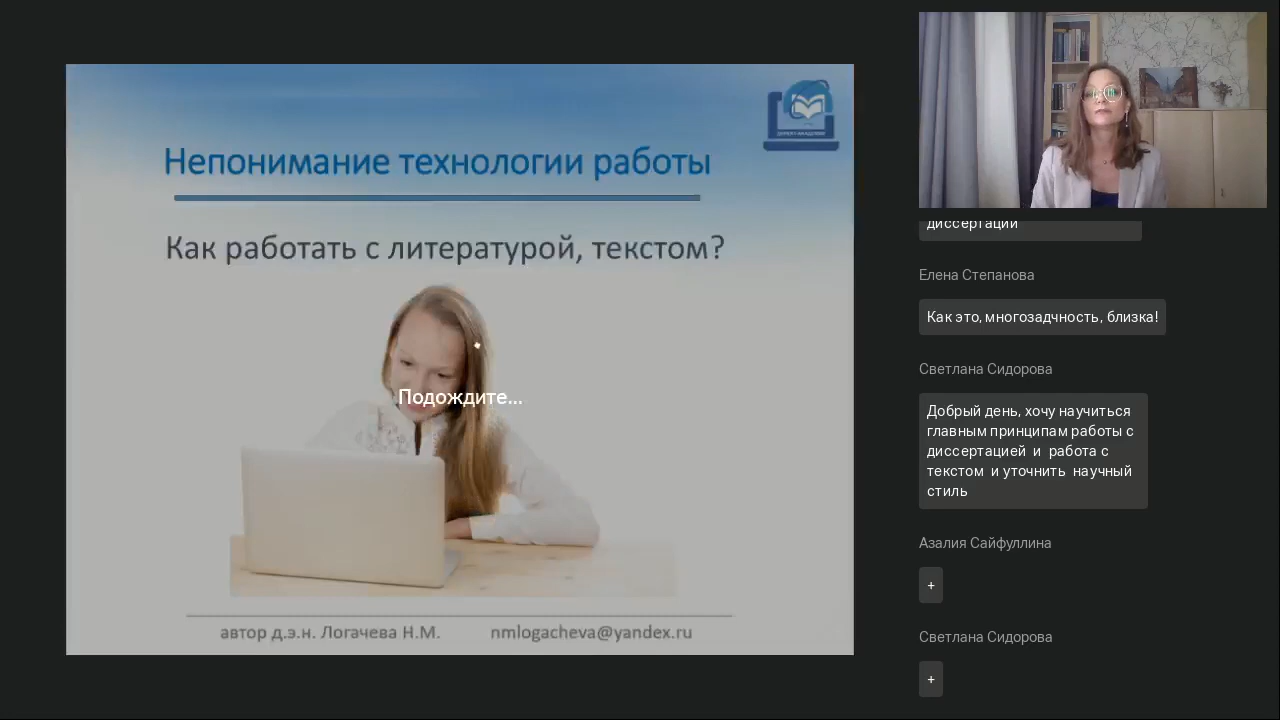 Непонимание технологии работы
Как работать с литературой, текстом?
Подождите...
автор д.э.н. Логачева Н.М. nmlogacheva@yandex.ru
диссертации
Елена Степанова
Как это, многозадчность, близка!
Светлана Сидорова
Добрый день, хочу научиться
главным принципам работы с
диссертацией и работа с
текстом и уточнить научный
стиль
Азалия Сайфуллина
+
Светлана Сидорова
+